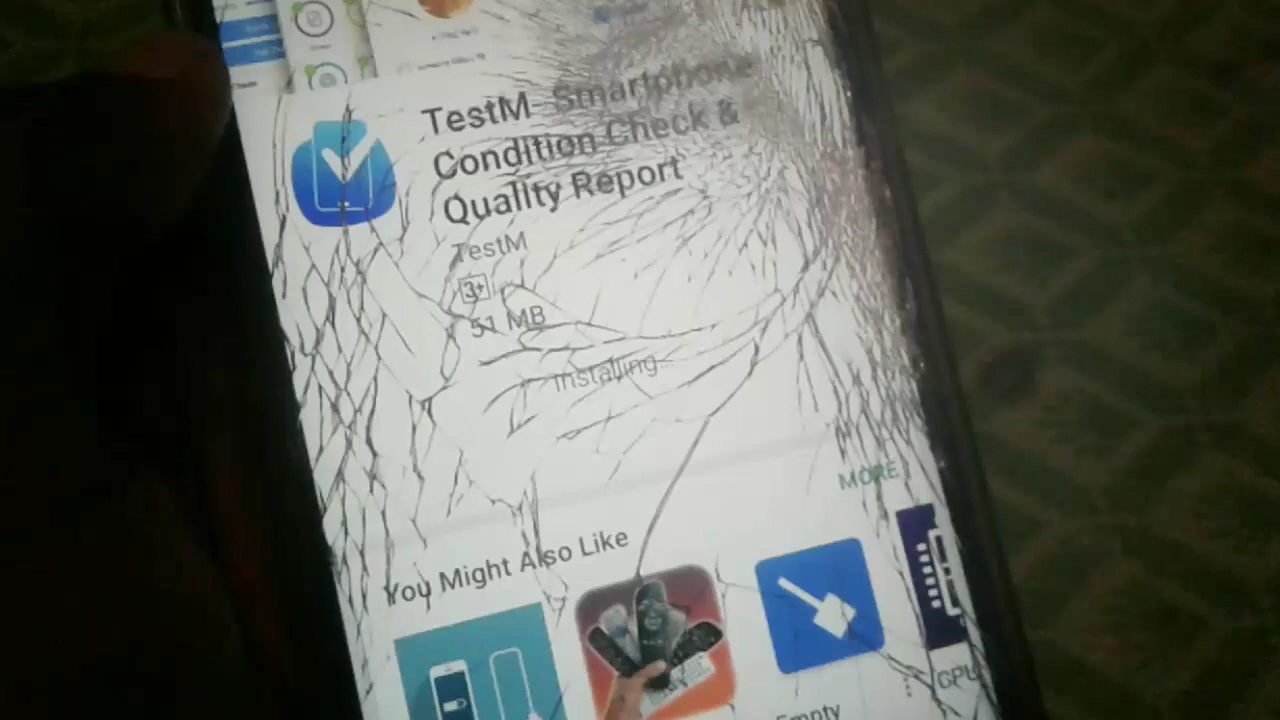 TestM- Smartphone
Condition Check &
Quality Report
TestM
3+
51 MB
Installing...
MORE
You Might Also Like
Empty
CPU